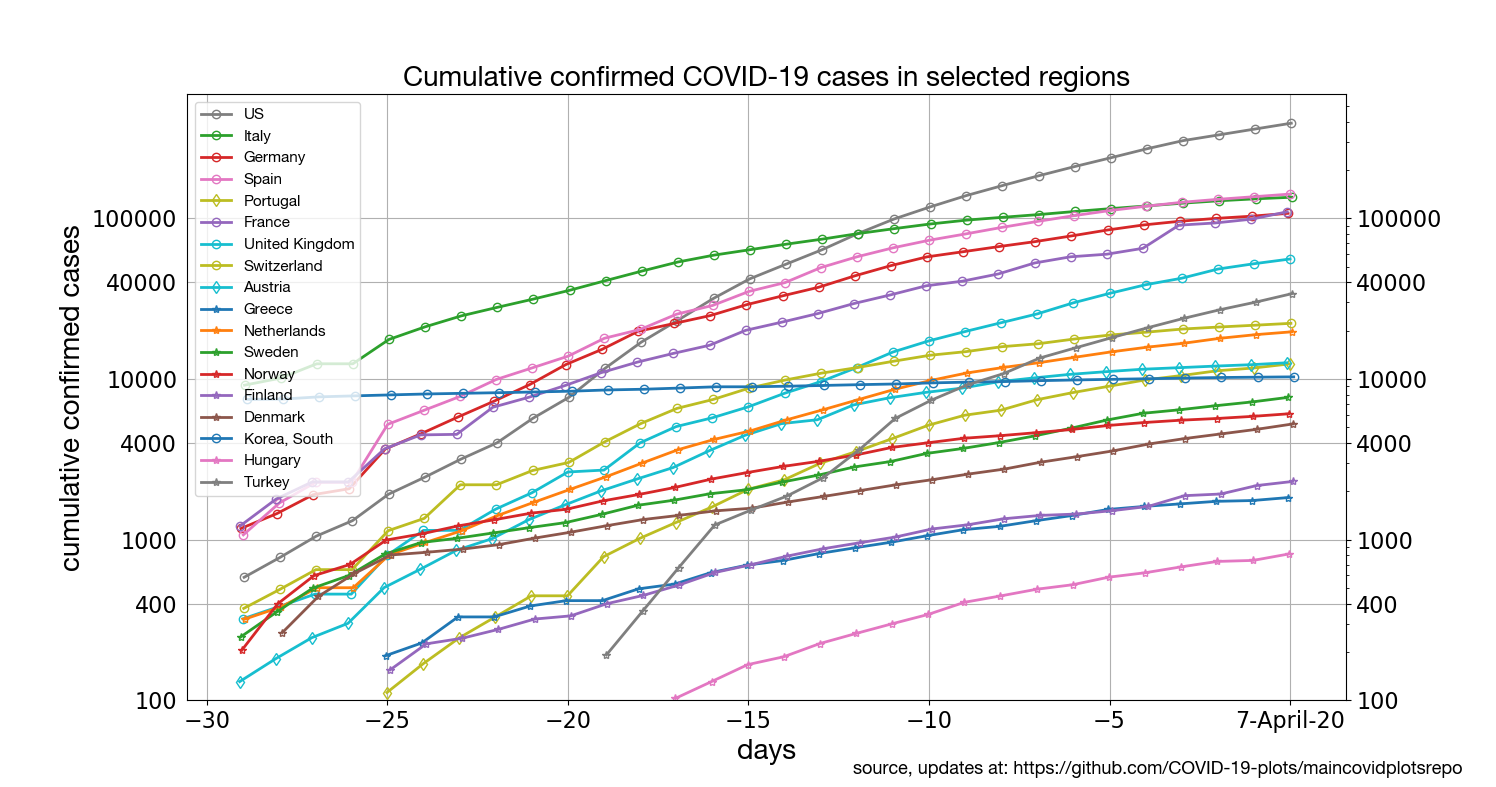 Cumulative confirmed COVID-19 cases in selected regions
US
Italy
Germany
Spain
Portugal
France
United Kingdom
Switzerland
Austria
Greece
Netherlands
Sweden
Norway
Finland
Denmark
Korea, South
Hungary
Turkey
cumulative confirmed cases
100000
40000
10000
4000
1000
400
100
100000
40000
10000
4000
1000
400
100
−30
−25
−20
−15
−10
−5
7-April-20
days
source, updates at: https://github.com/COVID-19-plots/maincovidplotsrepo